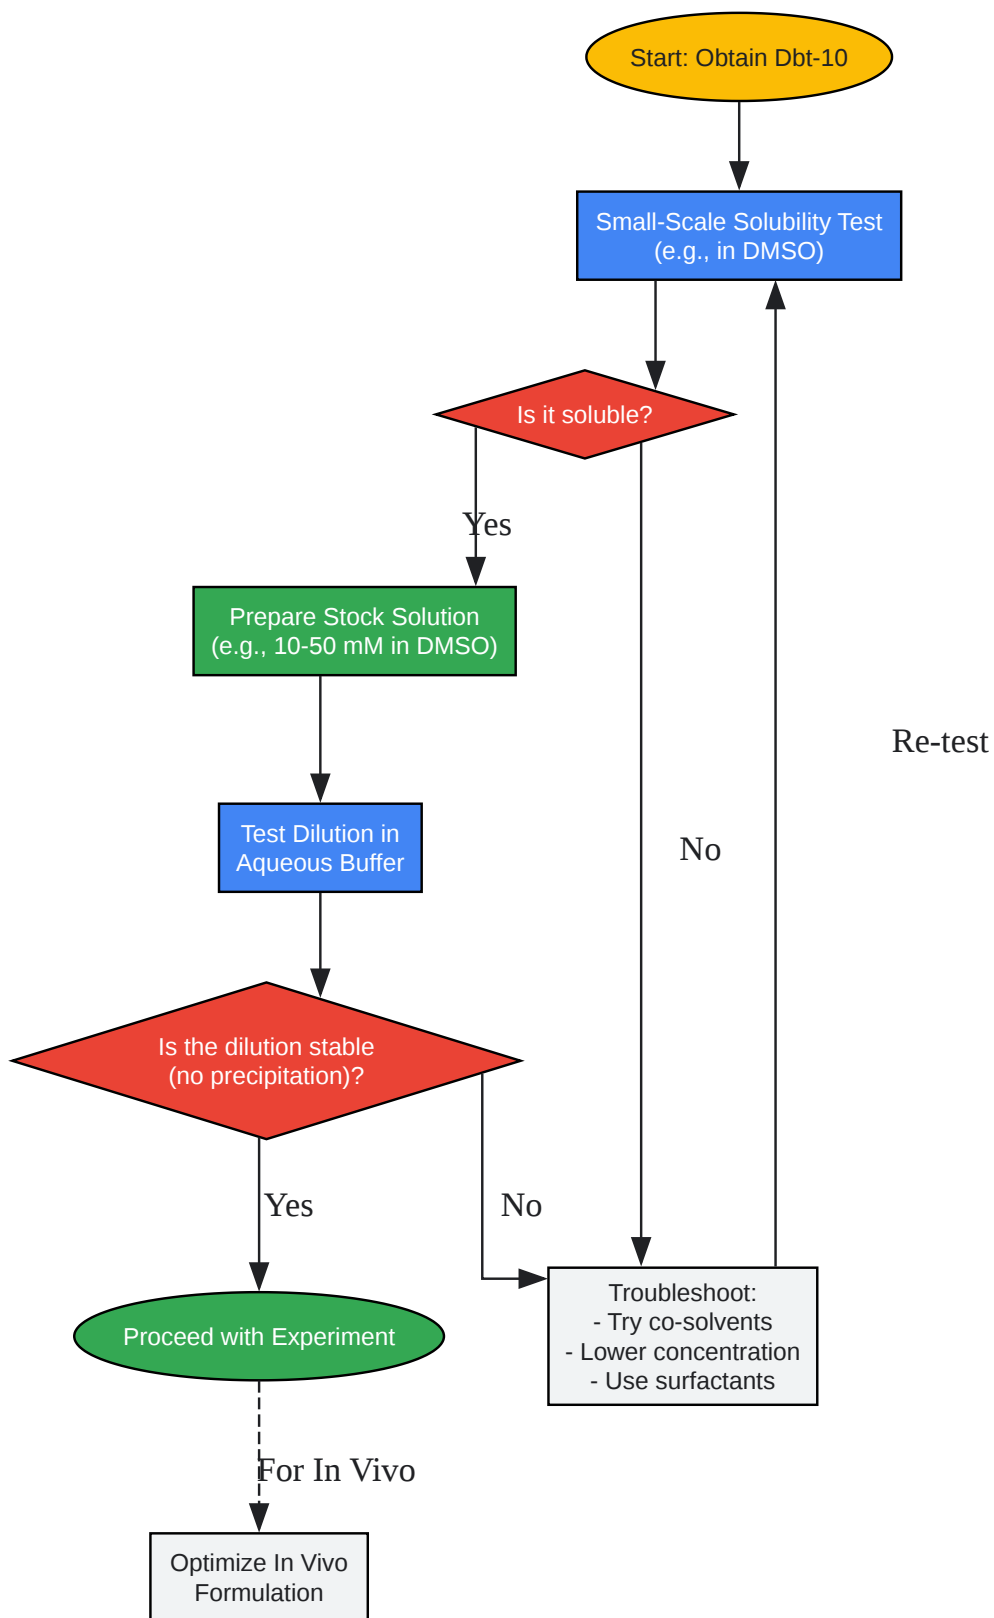 Start: Obtain Dbt-10
Small-Scale Solubility Test
(e.g., in DMSO)
Is it soluble?
Yes
Prepare Stock Solution
(e.g., 10-50 mM in DMSO)
Re-test
Test Dilution in
Aqueous Buffer
No
Is the dilution stable
(no precipitation)?
Yes
No
Proceed with Experiment
Troubleshoot:
- Try co-solvents
- Lower concentration
- Use surfactants
For In Vivo
Optimize In Vivo
Formulation